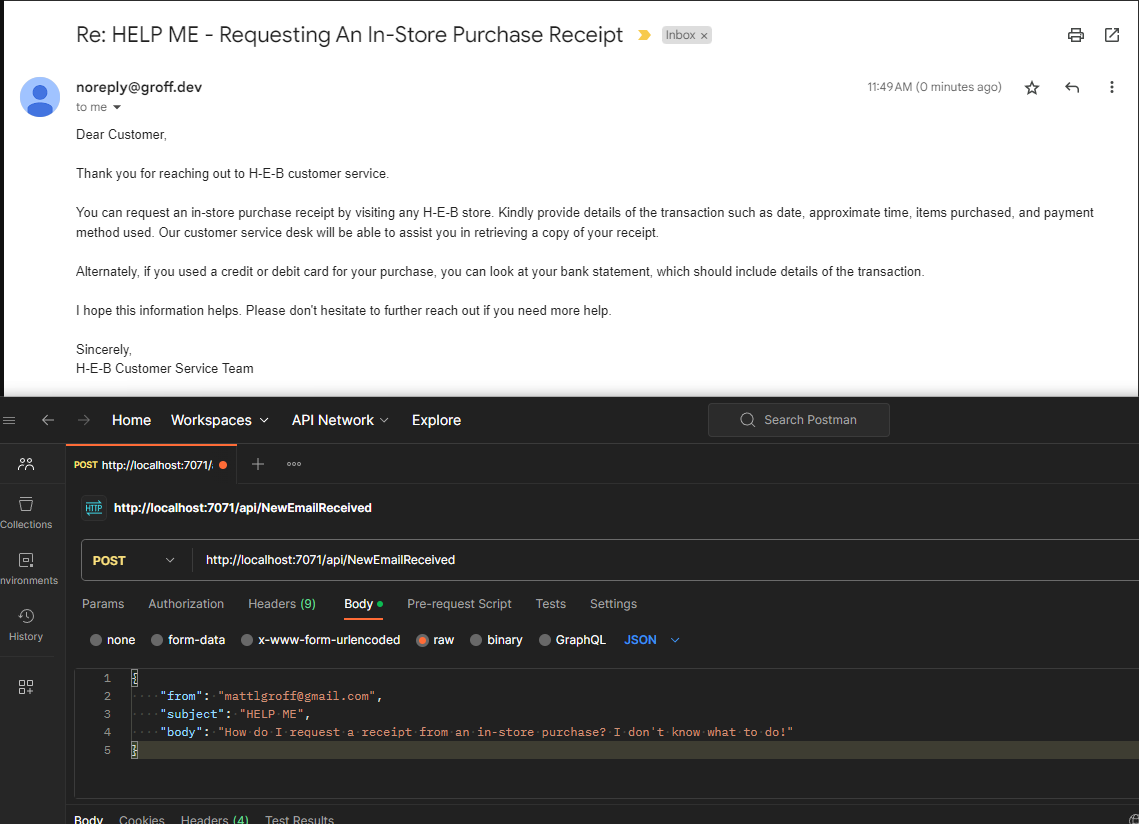 Re: HELP ME - Requesting An In-Store Purchase Receipt Inbox ×
noreply@groff.dev 11:49 AM (0 minutes ago)
to me
Dear Customer,
Thank you for reaching out to H-E-B customer service.
You can request an in-store purchase receipt by visiting any H-E-B store. Kindly provide details of the transaction such as date, approximate time, items purchased, and payment
method used. Our customer service desk will be able to assist you in retrieving a copy of your receipt.
Alternately, if you used a credit or debit card for your purchase, you can look at your bank statement, which should include details of the transaction.
I hope this information helps. Please don't hesitate to further reach out if you need more help.
Sincerely,
H-E-B Customer Service Team
Home Workspaces API Network Explore Search Postman
POST http://localhost:7071/
HTTP http://localhost:7071/api/NewEmailReceived
Collections
POST http://localhost:7071/api/NewEmailReceived
nvironments
Params Authorization Headers (9) Body Pre-request Script Tests Settings
History
none form-data x-www-form-urlencoded raw binary GraphQL JSON
1 {
2 "from": "mattlgroff@gmail.com",
3 "subject": "HELP ME",
4 "body": "How do I request a receipt from an in-store purchase? I don't know what to do!"
5 }
Body Cookies Headers (4) Test Results